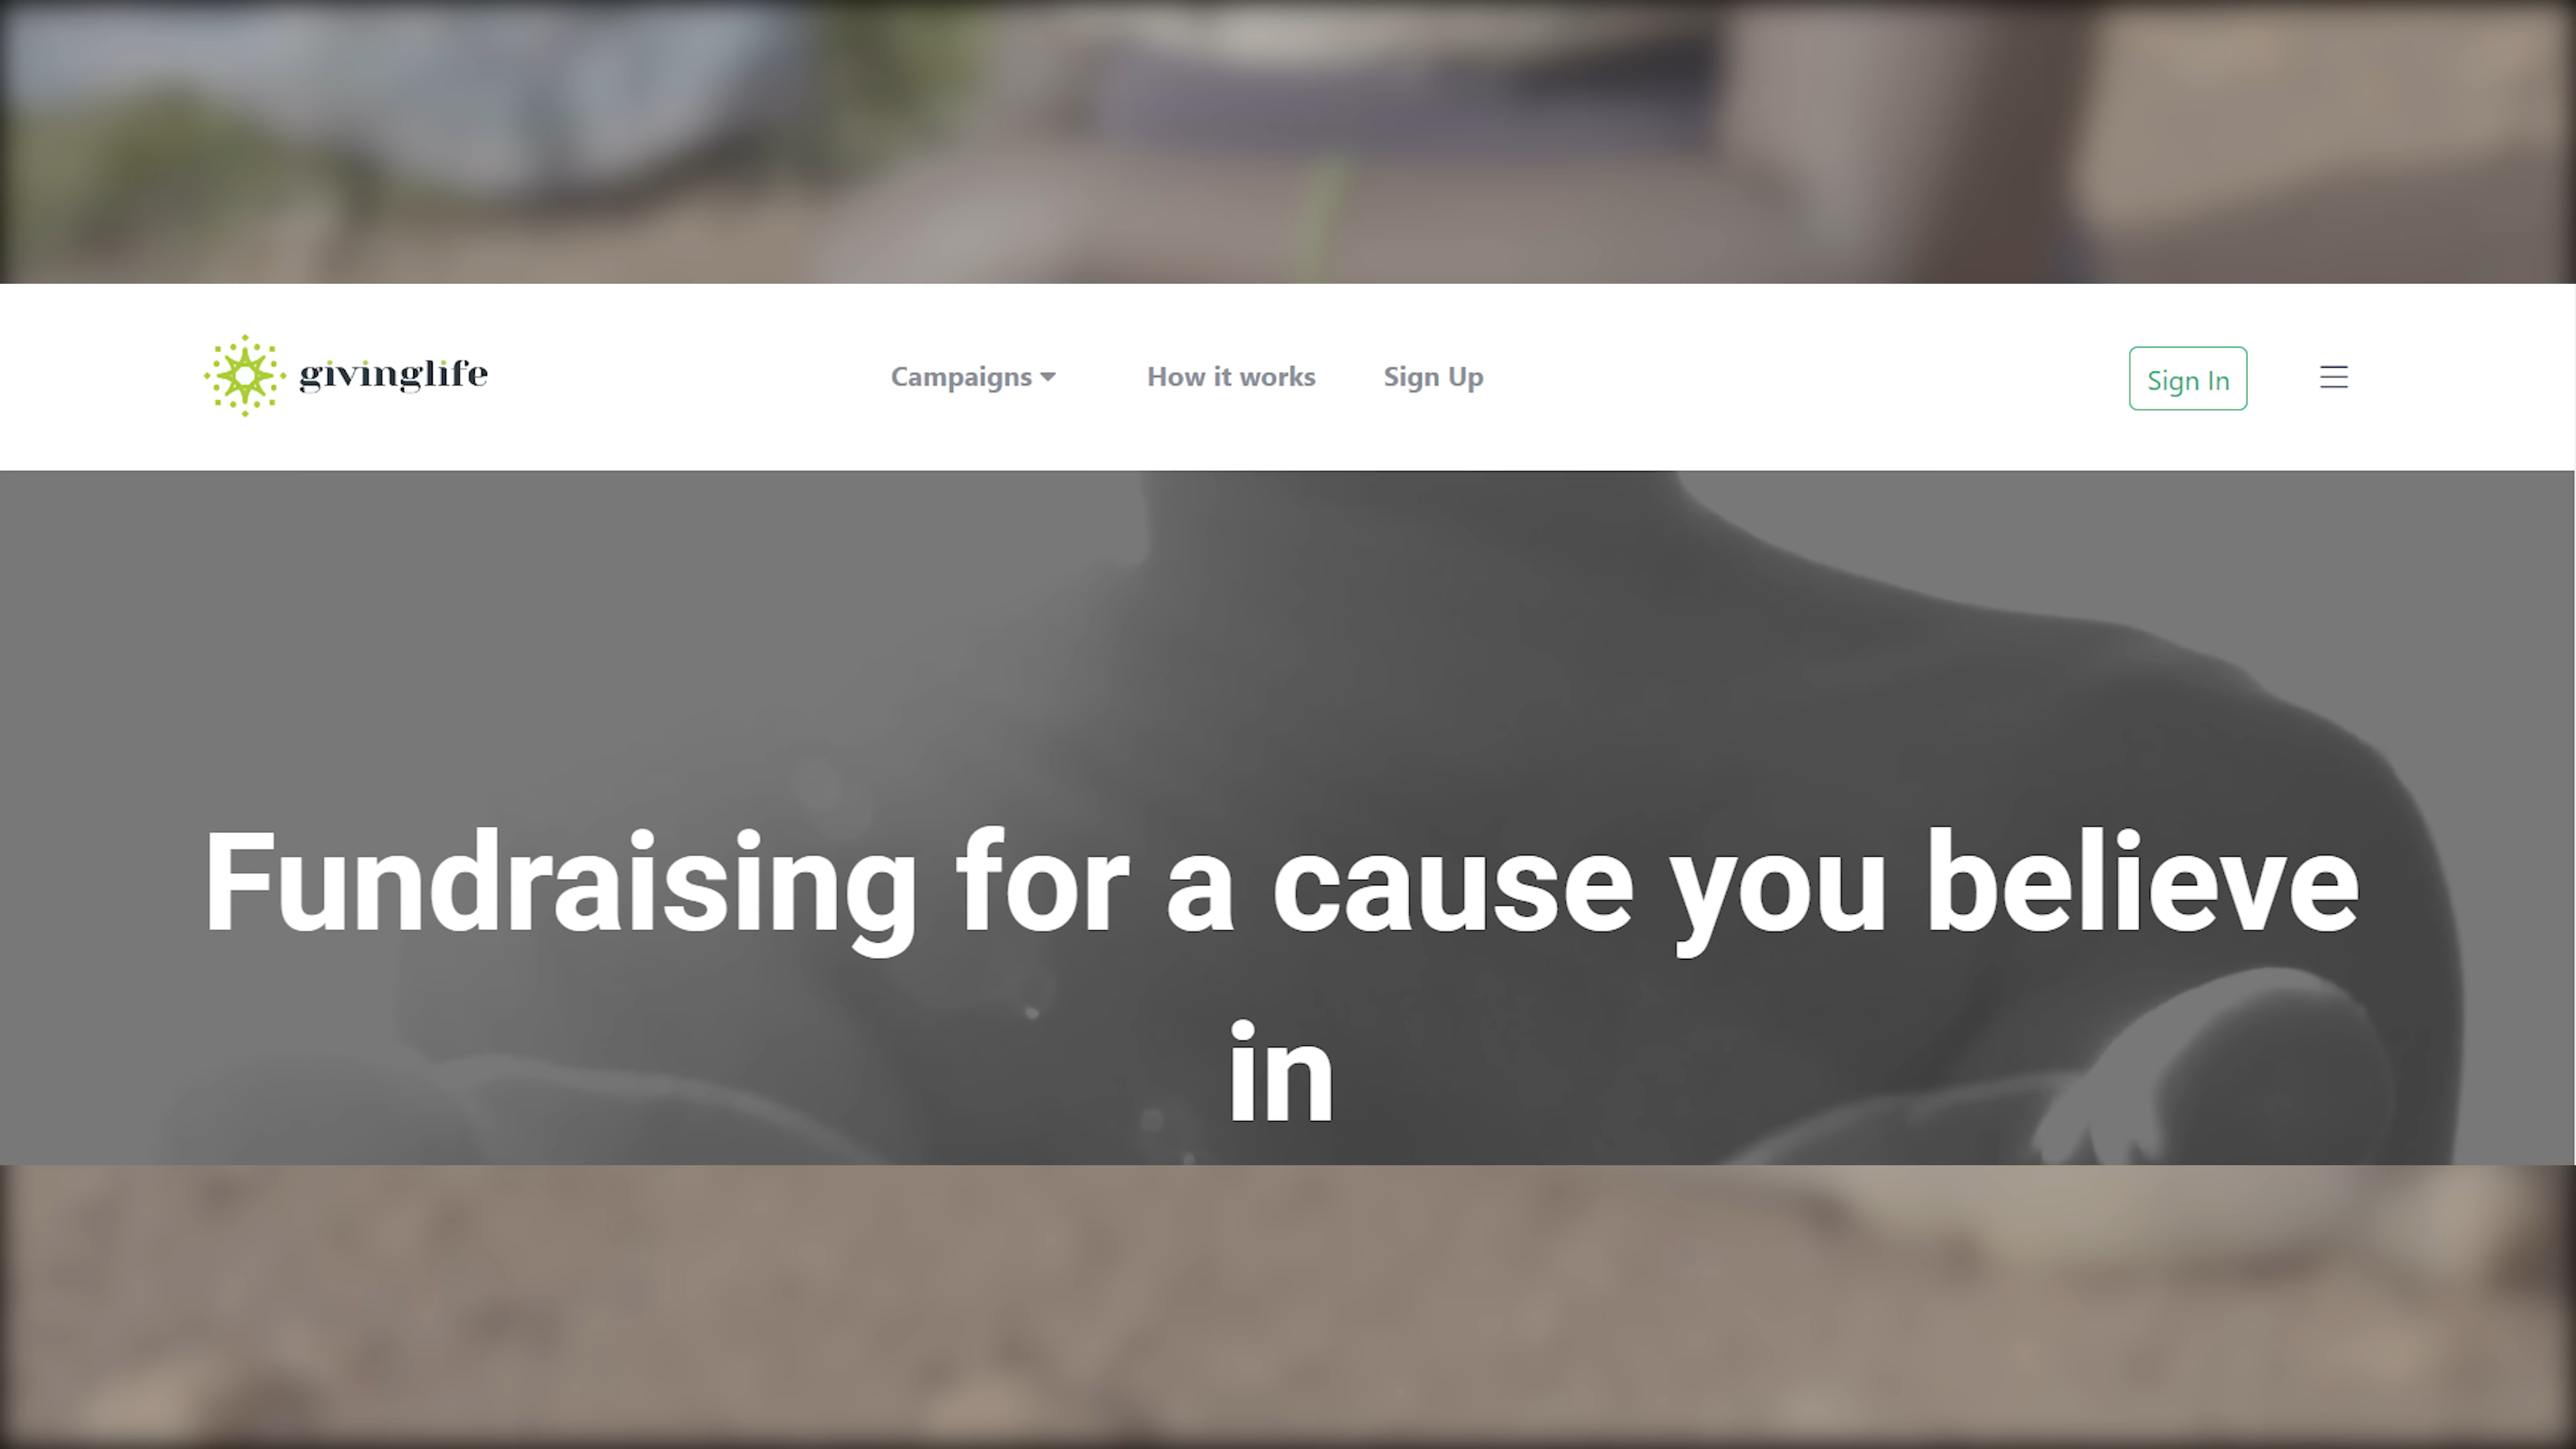 givinglife
Campaigns
How it works
Sign Up
Sign In
Fundraising for a cause you believe
in